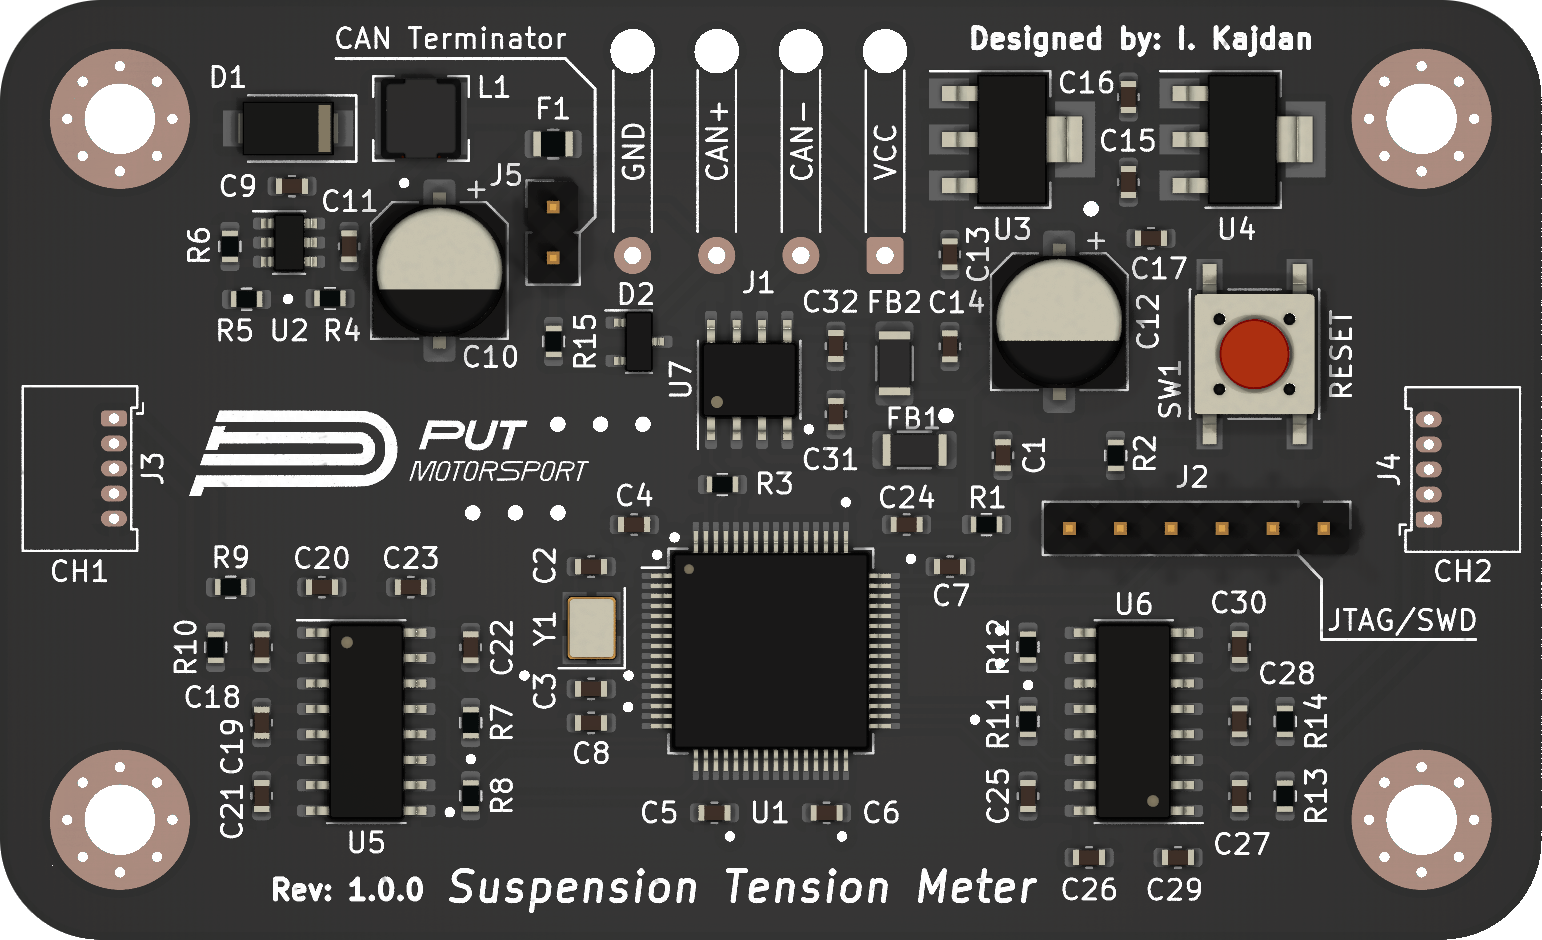 CAN Terminator
Designed by: I. Kajdan
D1
L1
F1
C16
C15
GND
CAN+
CAN-
VCC
C9
C11
J5
+
R6
U3
U4
C13
+
C17
R5
U2
R4
C10
D2
J1
C32
FB2
C14
C12
R15
U7
SW1
RESET
FB1
PUT
MOTORSPORT
J3
C31
C1
R2
J4
R3
J2
C4
C24
R1
CH1
CH2
R9
C20
C23
C2
C7
U6
C30
JTAG/SWD
Y1
R10
C22
R12
C18
C3
C28
C19
R7
C8
R11
R14
C21
R8
C5
U1
C6
C25
R13
U5
C27
Rev: 1.0.0
Suspension Tension Meter
C26
C29